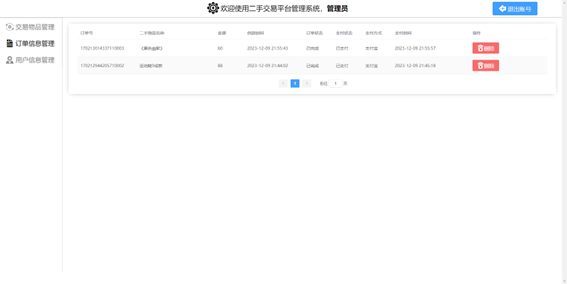 欢迎使用二手交易平台管理系统，管理员
退出账号
交易物品管理
订单信息管理
用户信息管理
订单号 二手物品名称 金额 创建时间 订单状态 支付状态 支付方式 支付时间 操作
60 2023-12-09 21:55:43 已完成 已支付 支付宝 2023-12-09 21:55:57 删除
60 2023-12-09 21:44:02 已完成 已支付 支付宝 2023-12-09 21:45:18 删除
1 前往 1 页